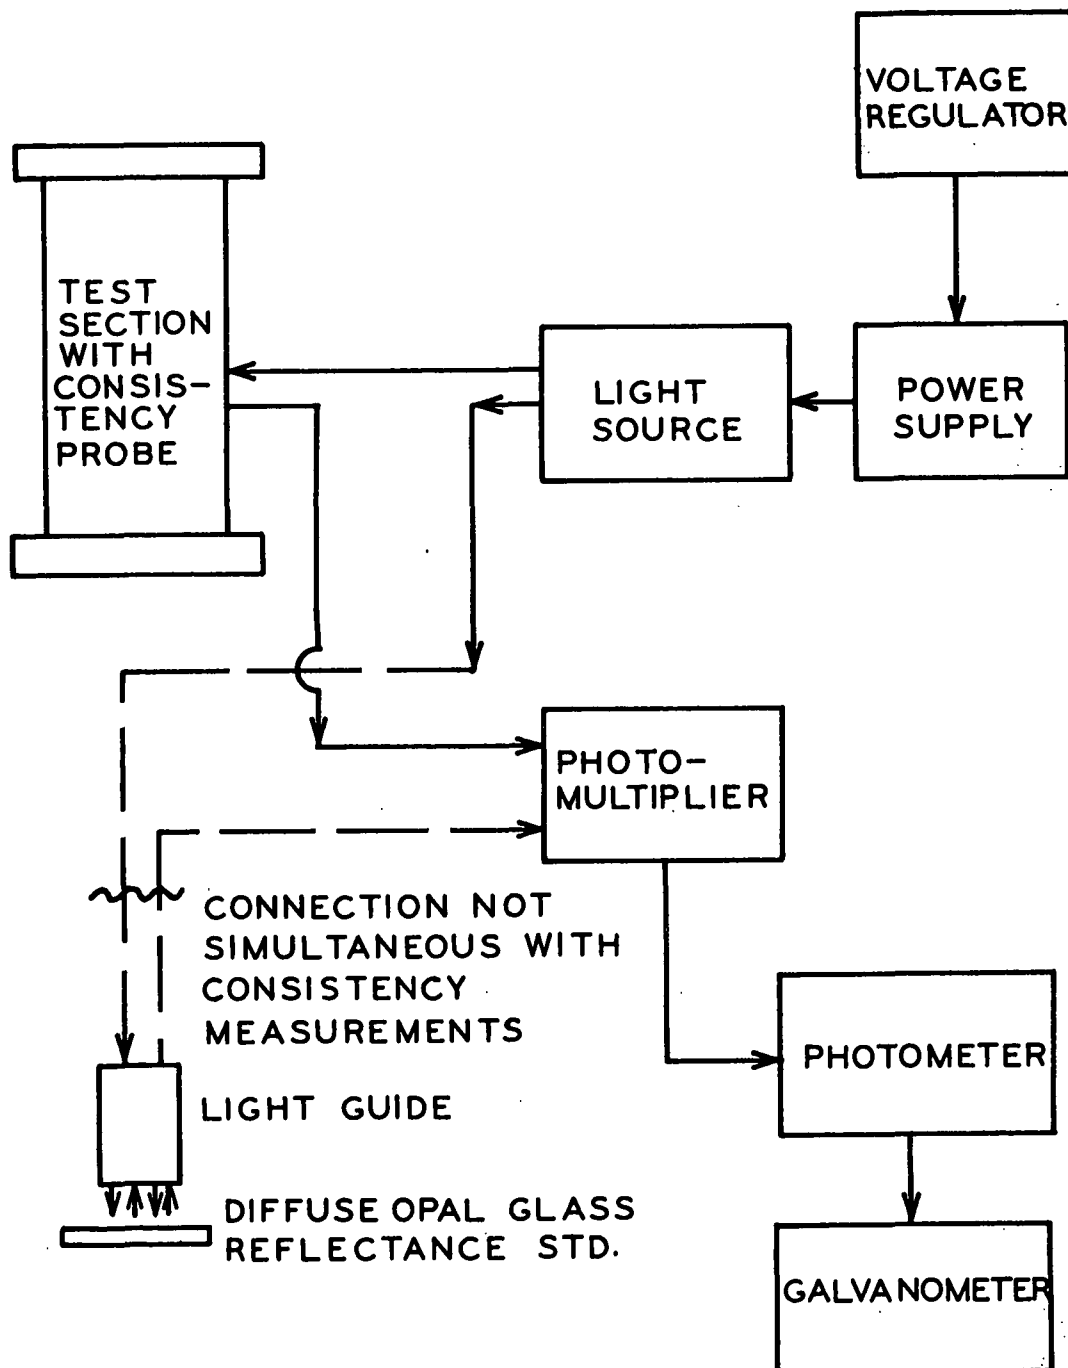 VOLTAGE
REGULATOR
TEST
SECTION
WITH
CONSIS-
TENCY
PROBE
LIGHT
SOURCE
POWER
SUPPLY
PHOTO-
MULTIPLIER
CONNECTION NOT
SIMULTANEOUS WITH
CONSISTENCY
MEASUREMENTS
PHOTOMETER
LIGHT GUIDE
DIFFUSE OPAL GLASS
REFLECTANCE STD.
GALVANOMETER